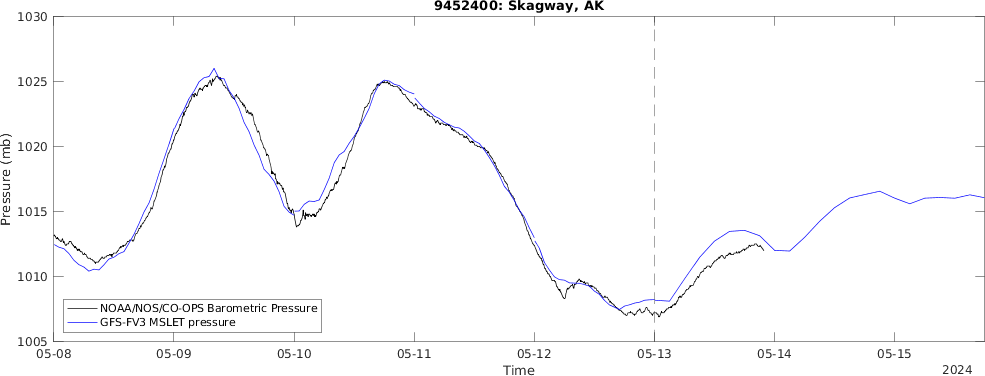 9452400: Skagway, AK
1030
1025
1020
1015
1010
1005
Pressure (mb)
NOAA/NOS/CO-OPS Barometric Pressure
GFS-FV3 MSLET pressure
05-08 05-09 05-10 05-11 05-12 05-13 05-14 05-15
Time
2024